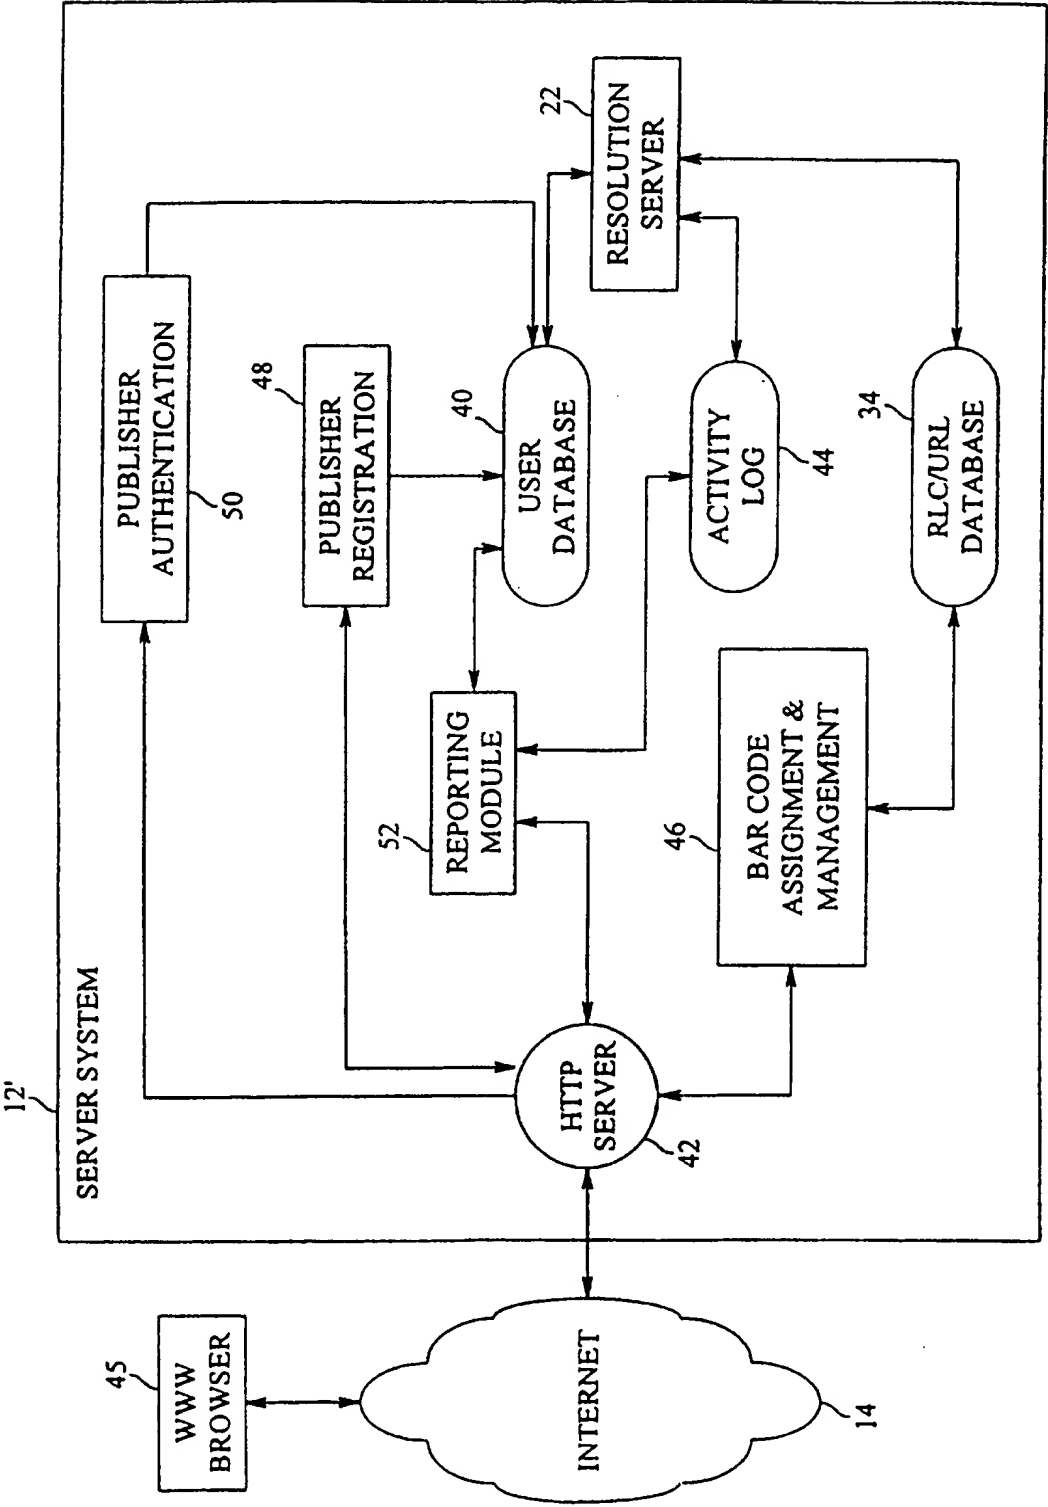 12'
SERVER SYSTEM
45
WWW
BROWSER
INTERNET
14
HTTP
SERVER
42
PUBLISHER
AUTHENTICATION
50
48
PUBLISHER
REGISTRATION
52
REPORTING
MODULE
40
USER
DATABASE
22
RESOLUTION
SERVER
ACTIVITY
LOG
44
46
BAR CODE
ASSIGNMENT &
MANAGEMENT
34
RLC/URL
DATABASE